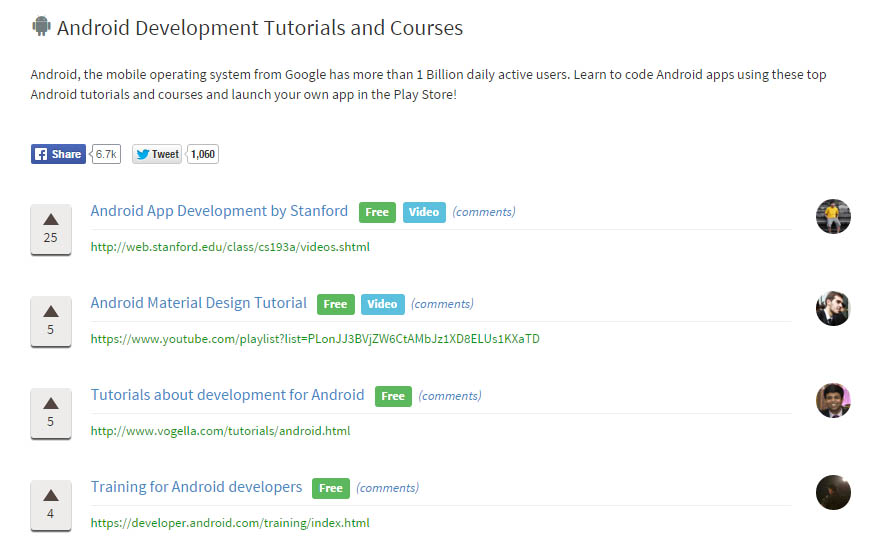 Android Development Tutorials and Courses
Android, the mobile operating system from Google has more than 1 Billion daily active users. Learn to code Android apps using these top
Android tutorials and courses and launch your own app in the Play Store!
Share 6.7k Tweet 1,060
Android App Development by Stanford Free Video (comments)
25
http://web.stanford.edu/class/cs193a/videos.shtml
Android Material Design Tutorial Free Video (comments)
5
https://www.youtube.com/playlist?list=PLonJJ3BVjZW6CtAMbJz1XD8ELUs1KXaTD
Tutorials about development for Android Free (comments)
5
http://www.vogella.com/tutorials/android.html
Training for Android developers Free (comments)
4
https://developer.android.com/training/index.html